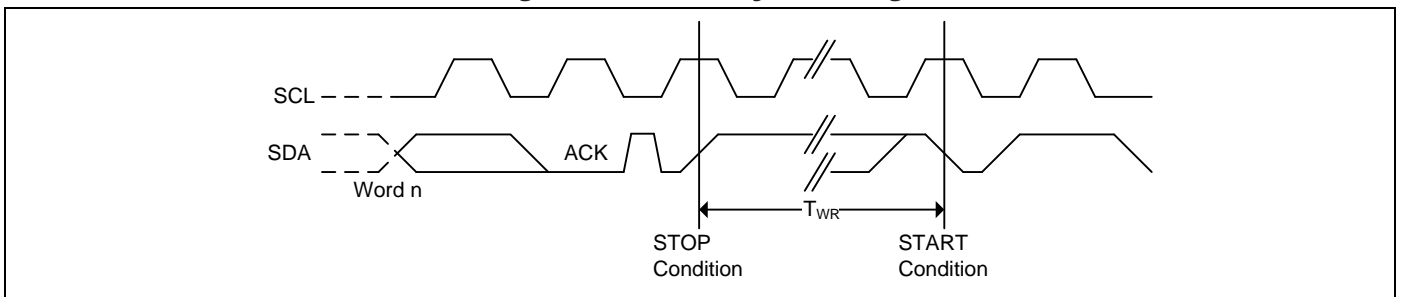 SCL
SDA
ACK
Word n
TWR
STOP
Condition
START
Condition